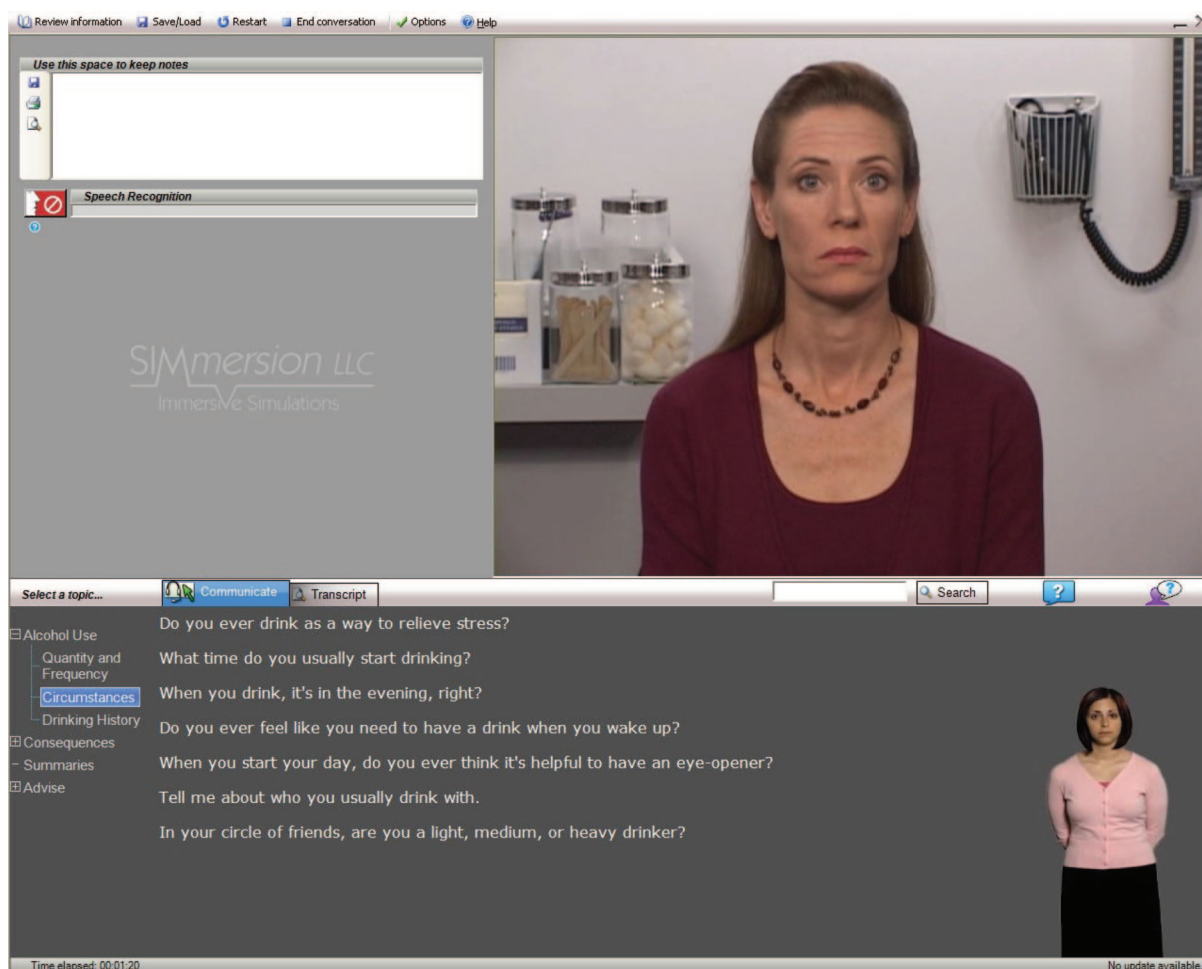 Review information Save/Load Restart End conversation Options Help
Use this space to keep notes
Speech Recognition
SIMmersion LLC
Immersive Simulations
Select a topic... Communicate Transcript Search
Alcohol Use
Quantity and
Frequency
Circumstances
Drinking History
Consequences
Summaries
Advise
Do you ever drink as a way to relieve stress?
What time do you usually start drinking?
When you drink, it's in the evening, right?
Do you ever feel like you need to have a drink when you wake up?
When you start your day, do you ever think it's helpful to have an eye-opener?
Tell me about who you usually drink with.
In your circle of friends, are you a light, medium, or heavy drinker?
Time elapsed: 00:01:20 No update available